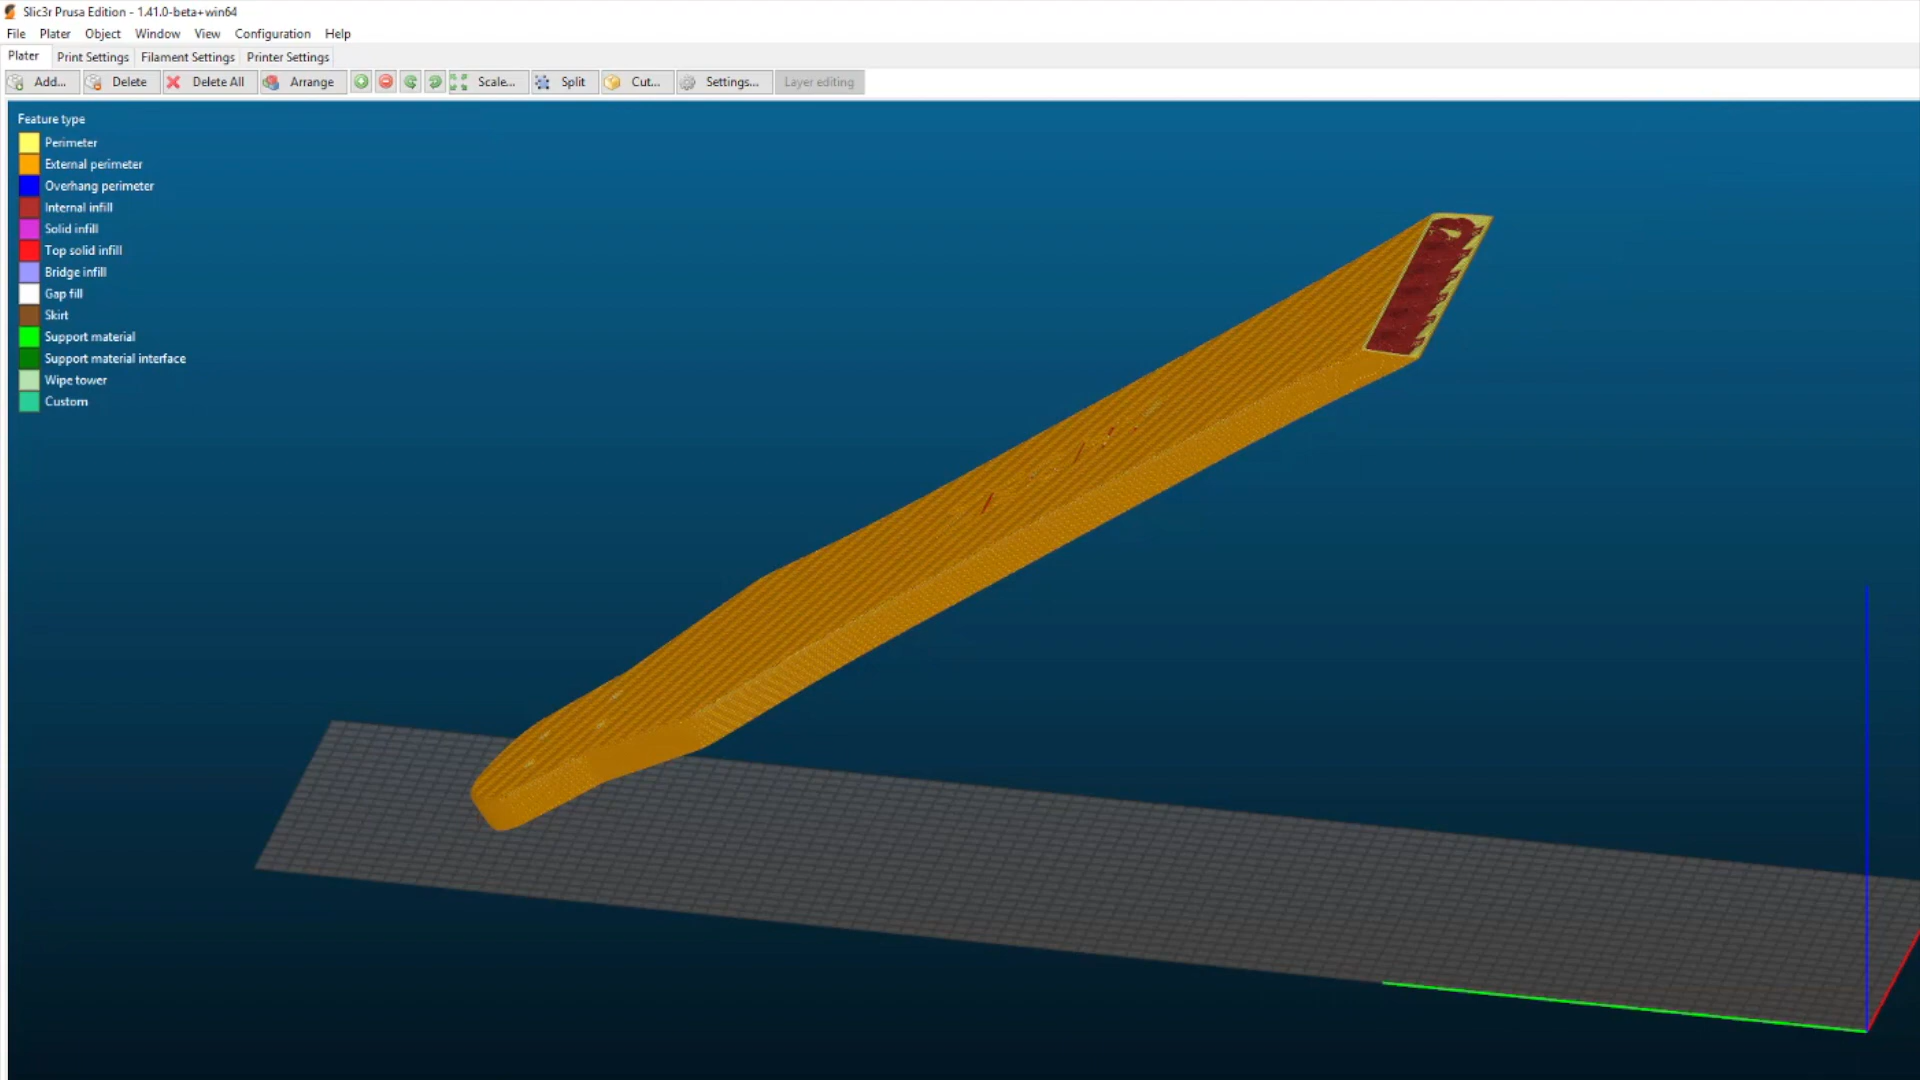 Slic3r Prusa Edition - 1.41.0-beta+win64
File Plater Object Window View Configuration Help
Plater Print Settings Filament Settings Printer Settings
Add... Delete Delete All Arrange Scale... Split Cut... Settings... Layer editing
Feature type
Perimeter
External perimeter
Overhang perimeter
Internal infill
Solid infill
Top solid infill
Bridge infill
Gap fill
Skirt
Support material
Support material interface
Wipe tower
Custom